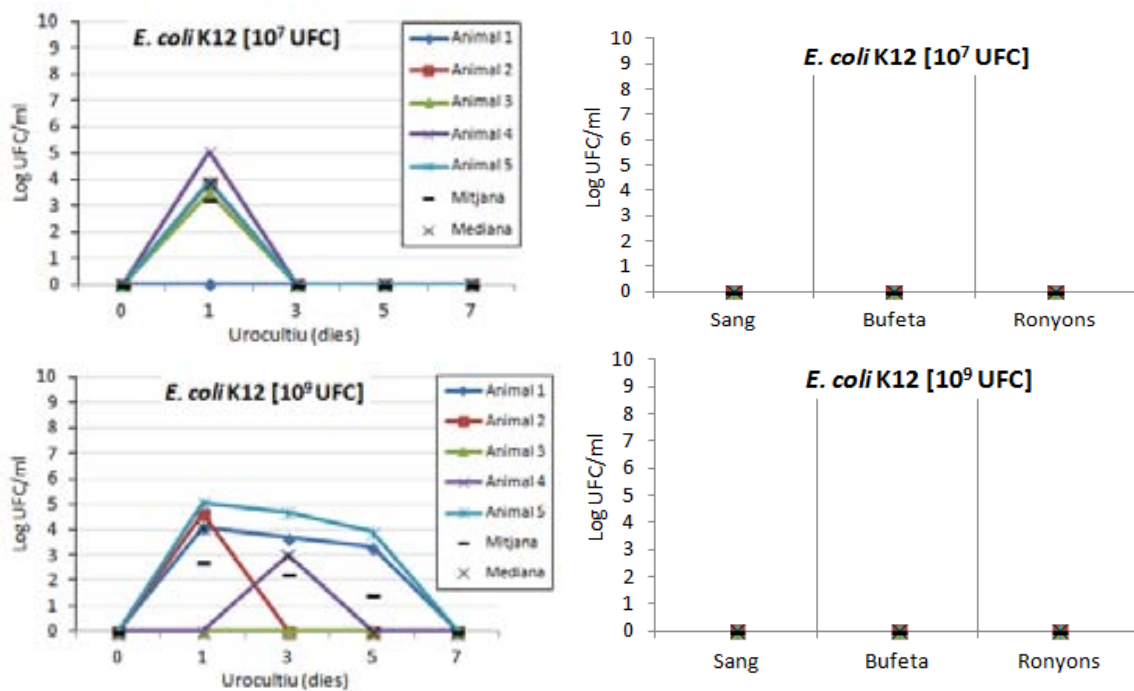 E. coli K12 [10⁷ UFC]
Log UFC/ml
10
9
8
7
6
5
4
3
2
1
0
0 1 3 5 7
Urocultiu (dies)
Animal 1
Animal 2
Animal 3
Animal 4
Animal 5
Mitjana
Mediana
E. coli K12 [10⁷ UFC]
Log UFC/ml
10
9
8
7
6
5
4
3
2
1
0
Sang Bufeta Ronyons
E. coli K12 [10⁹ UFC]
Log UFC/ml
10
9
8
7
6
5
4
3
2
1
0
0 1 3 5 7
Urocultiu (dies)
Animal 1
Animal 2
Animal 3
Animal 4
Animal 5
Mitjana
Mediana
E. coli K12 [10⁹ UFC]
Log UFC/ml
10
9
8
7
6
5
4
3
2
1
0
Sang Bufeta Ronyons